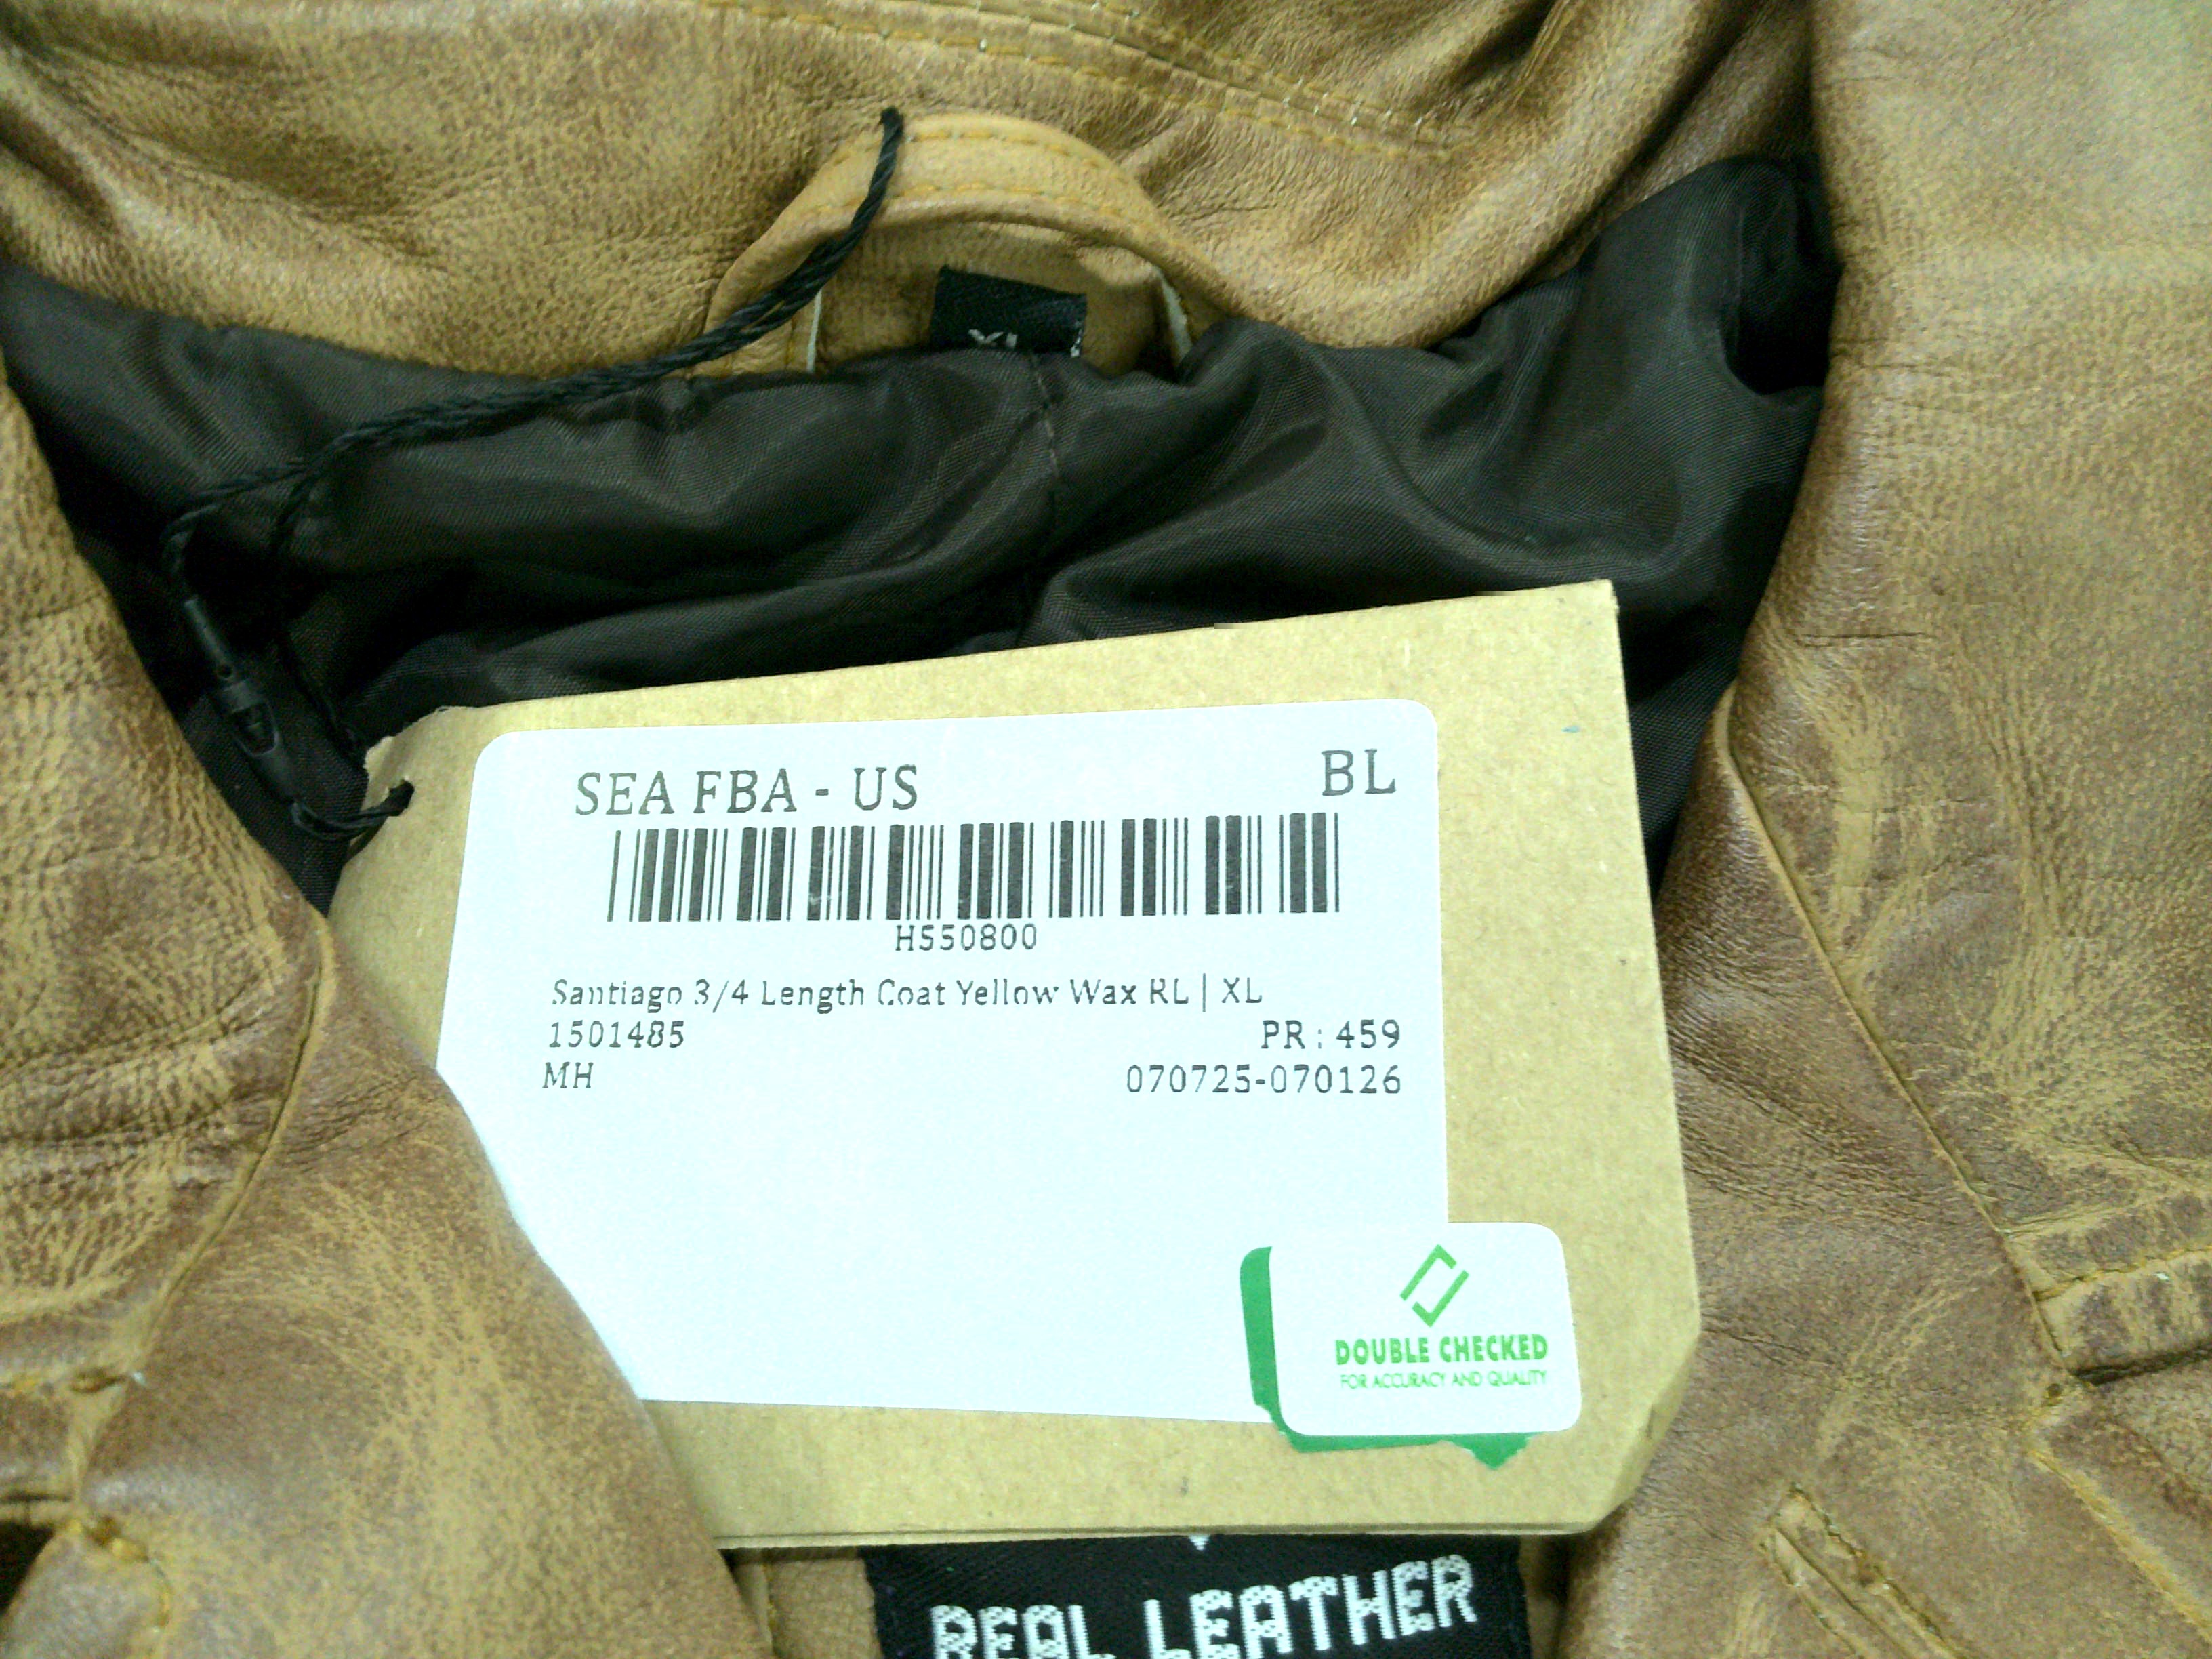 XL
SEA FBA - US BL
H550800
Santiago 3/4 Length Coat Yellow Wax RL | XL
1501485 PR : 459
MH 070725-070126
DOUBLE CHECKED
FOR ACCURACY AND QUALITY
REAL LEATHER